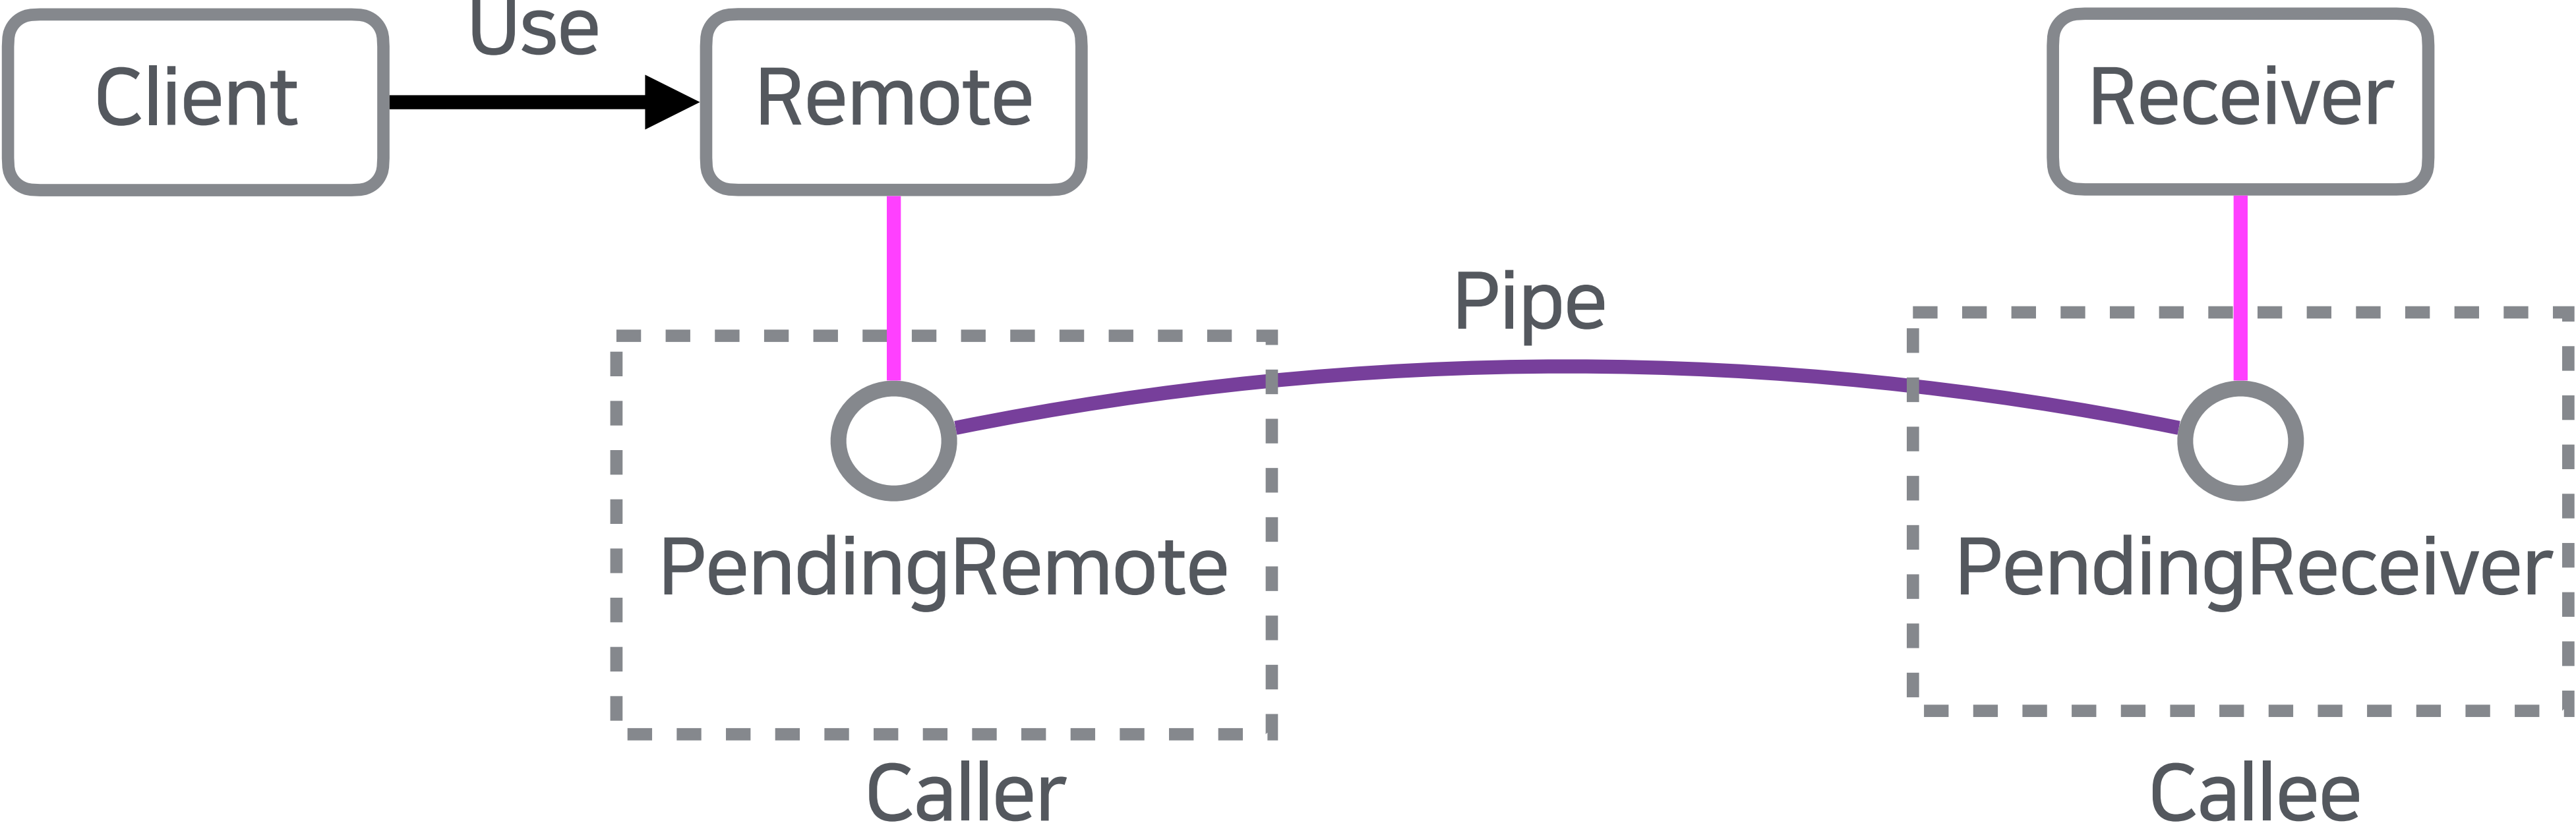 Use
Client
Remote
Receiver
Pipe
PendingRemote
PendingReceiver
Caller
Callee